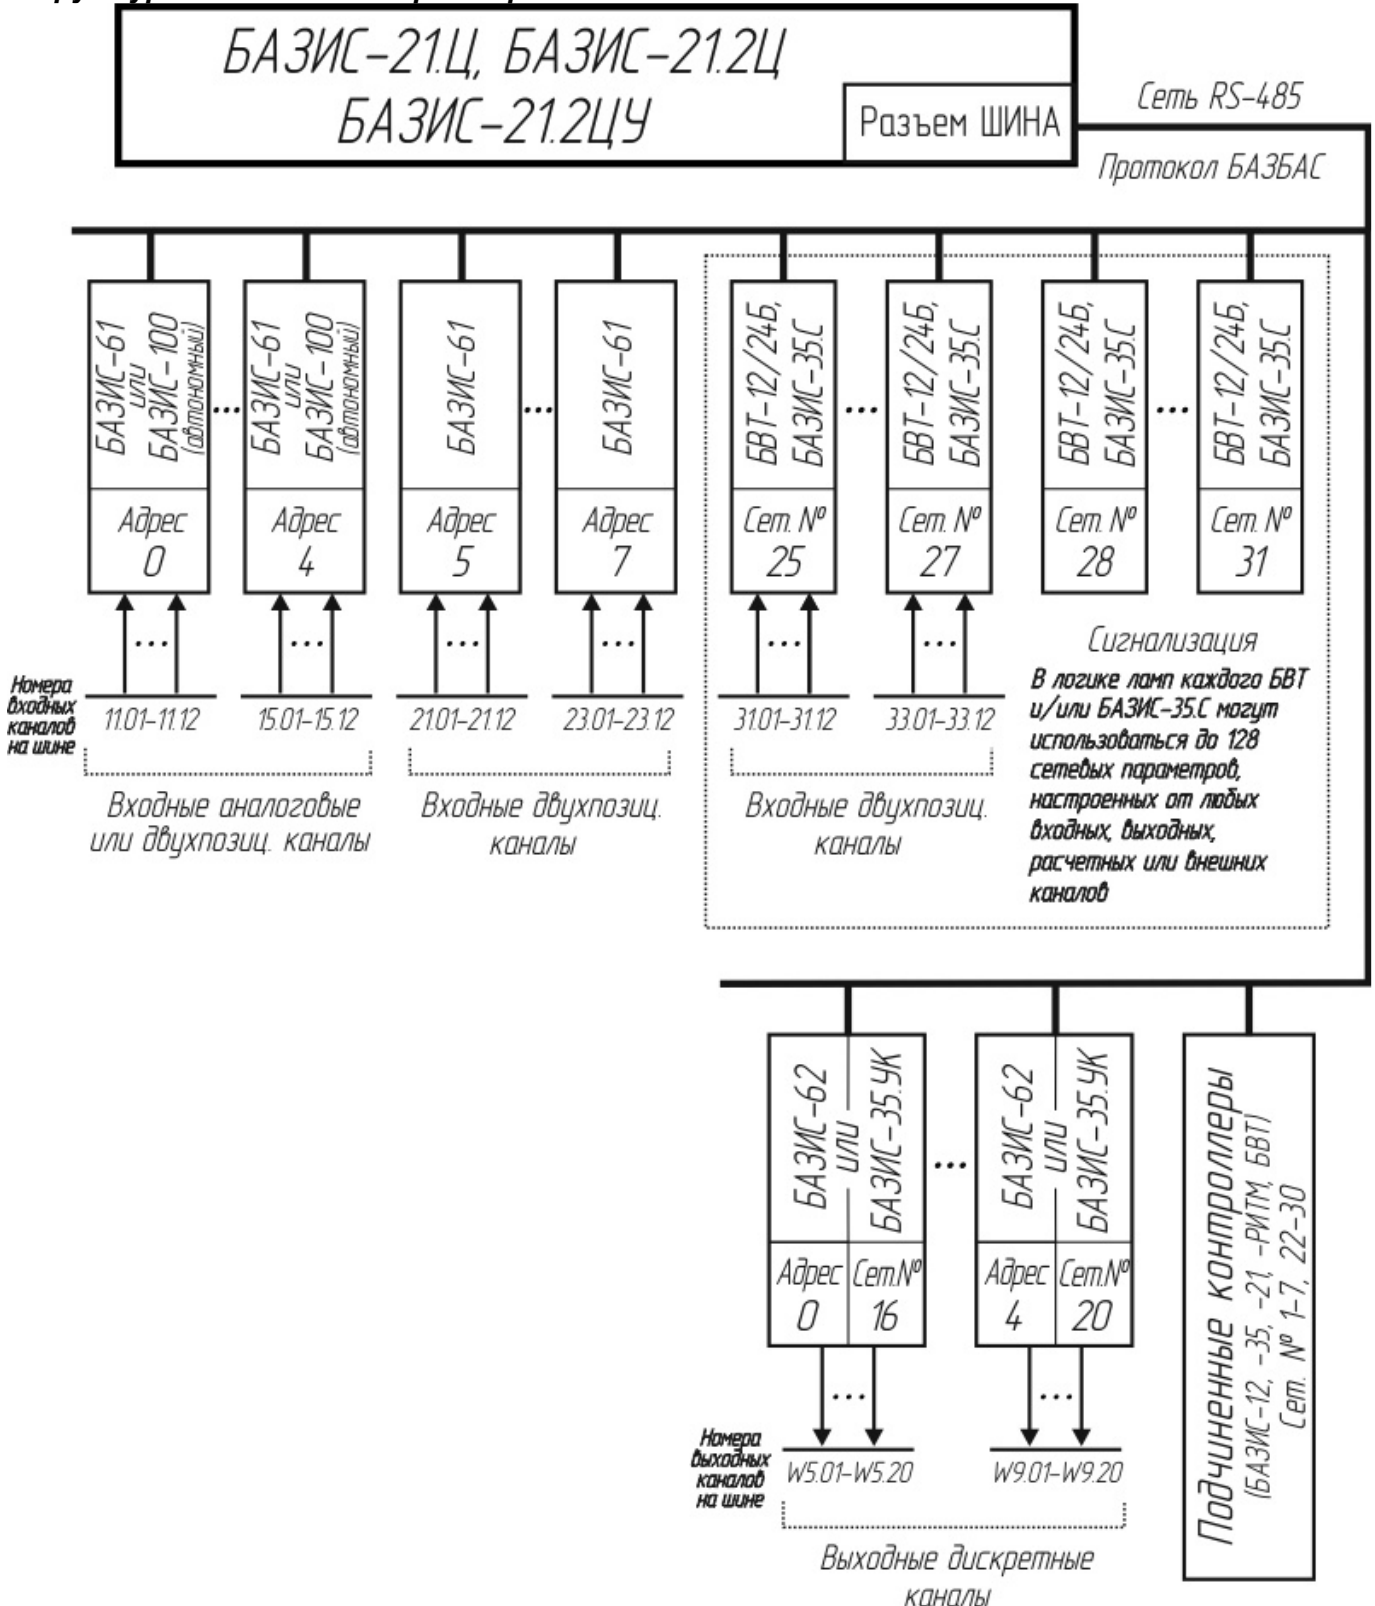 БАЗИС-21.Ц, БАЗИС-21.2Ц
БАЗИС-21.2ЦУ
Разъем ШИНА
Сеть RS-485
Протокол БАЗБАС
БАЗИС-61
или
БАЗИС-100
(автономный)
Адрес
0
...
БАЗИС-61
или
БАЗИС-100
(автономный)
Адрес
4
БАЗИС-61
Адрес
5
...
БАЗИС-61
Адрес
7
БВТ-12/24Б,
БАЗИС-35.С
Сет. №
25
...
БВТ-12/24Б,
БАЗИС-35.С
Сет. №
27
БВТ-12/24Б,
БАЗИС-35.С
Сет. №
28
...
БВТ-12/24Б,
БАЗИС-35.С
Сет. №
31
... ... ... ... ... ...
Номера
входных
каналов
на шине
11.01-11.12
15.01-15.12
21.01-21.12
23.01-23.12
31.01-31.12
33.01-33.12
Входные аналоговые
или двухпозиц. каналы
Входные двухпозиц.
каналы
Входные двухпозиц.
каналы
Сигнализация
В логике ламп каждого БВТ
и/или БАЗИС-35.С могут
использоваться до 128
сетевых параметров,
настроенных от любых
входных, выходных,
расчетных или внешних
каналов
БАЗИС-62
или
БАЗИС-35.УК
Адрес
0
Сет.№
16
...
БАЗИС-62
или
БАЗИС-35.УК
Адрес
4
Сет.№
20
... ...
Номера
выходных
каналов
на шине
W5.01-W5.20
W9.01-W9.20
Выходные дискретные
каналы
Подчиненные контроллеры
(БАЗИС-12, -35, -21, -РИТМ, БВТ)
Сет. № 1-7, 22-30